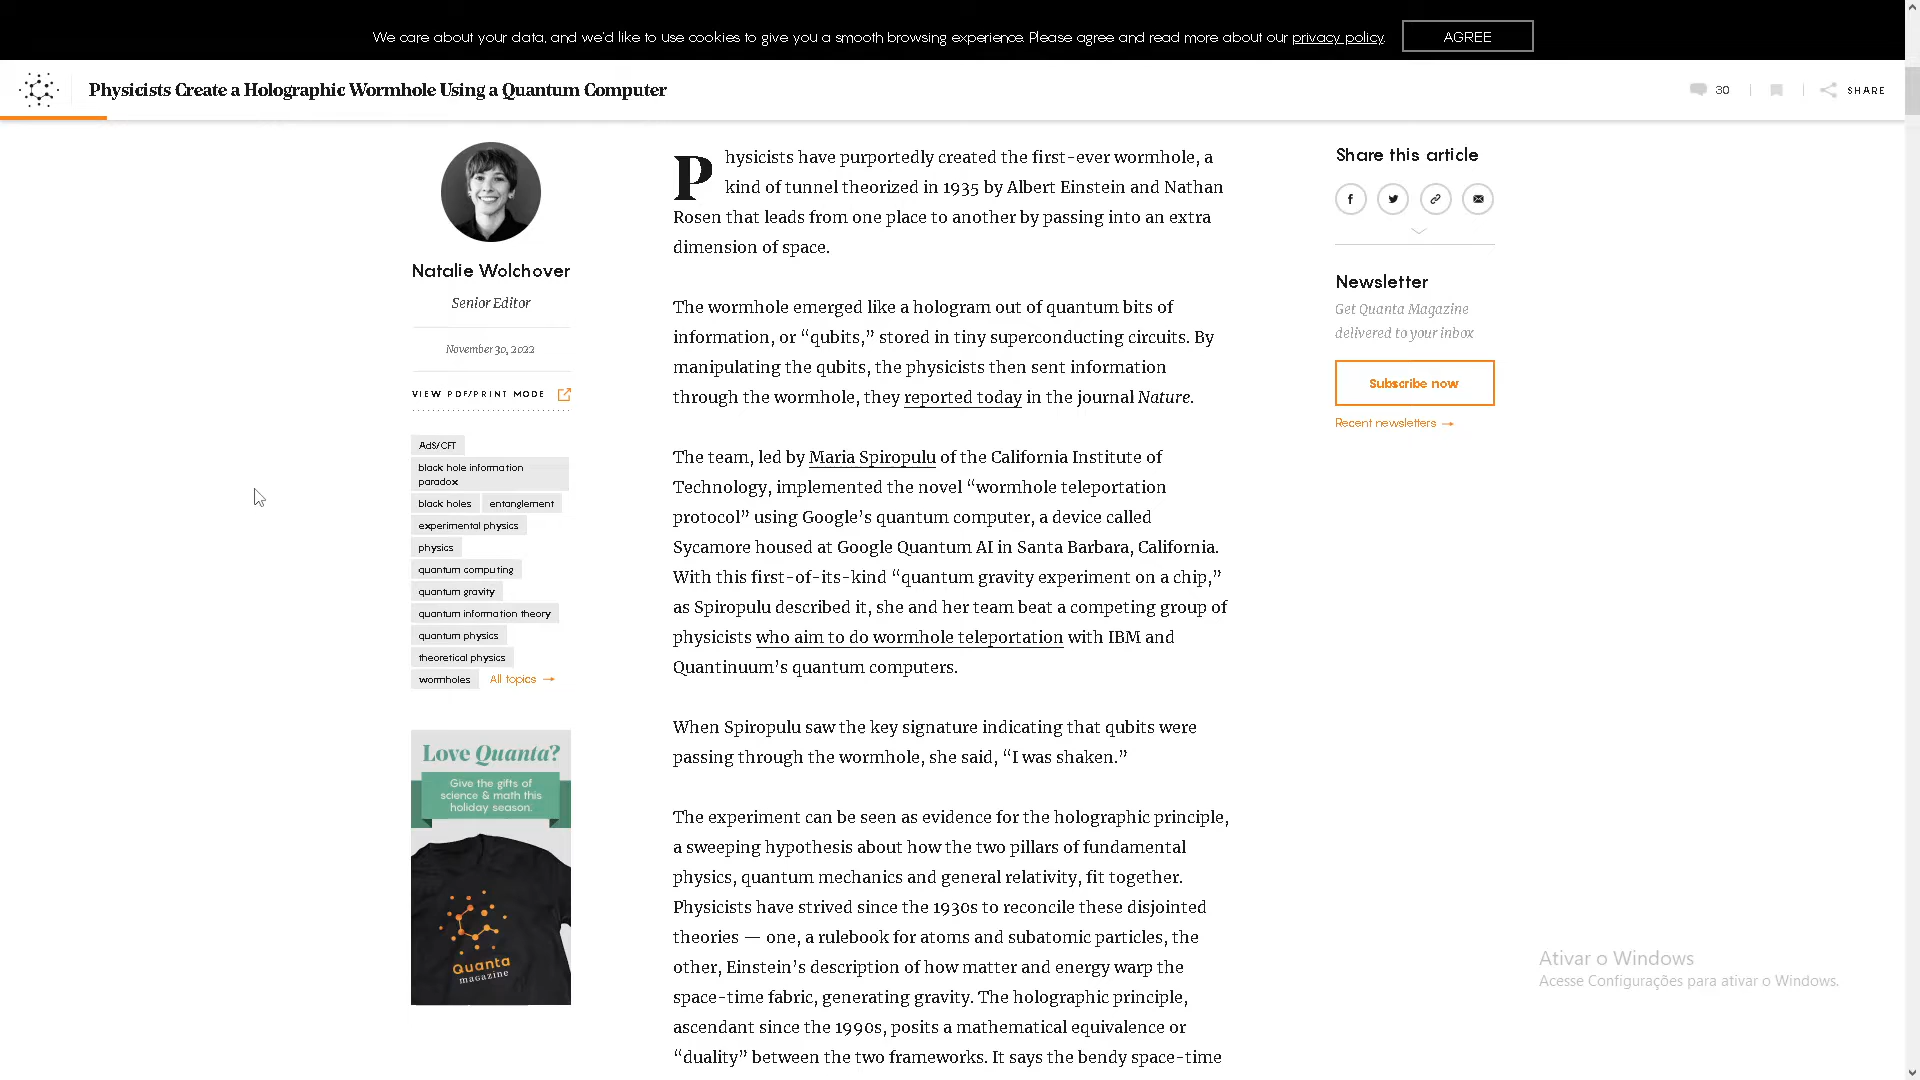 We care about your data, and we'd like to use cookies to give you a smooth browsing experience. Please agree and read more about our privacy policy.
AGREE
Physicists Create a Holographic Wormhole Using a Quantum Computer
30
SHARE
Natalie Wolchover
Senior Editor
November 30, 2022
VIEW PDF/PRINT MODE
AdS/CFT
black hole information
paradox
black holes
entanglement
experimental physics
physics
quantum computing
quantum gravity
quantum information theory
quantum physics
theoretical physics
wormholes
All topics →
Love Quanta?
Give the gifts of
science & math this
holiday season.
Quanta
magazine
Physicists have purportedly created the first-ever wormhole, a
kind of tunnel theorized in 1935 by Albert Einstein and Nathan
Rosen that leads from one place to another by passing into an extra
dimension of space.
The wormhole emerged like a hologram out of quantum bits of
information, or “qubits,” stored in tiny superconducting circuits. By
manipulating the qubits, the physicists then sent information
through the wormhole, they reported today in the journal Nature.
The team, led by Maria Spiropulu of the California Institute of
Technology, implemented the novel “wormhole teleportation
protocol” using Google’s quantum computer, a device called
Sycamore housed at Google Quantum AI in Santa Barbara, California.
With this first-of-its-kind “quantum gravity experiment on a chip,”
as Spiropulu described it, she and her team beat a competing group of
physicists who aim to do wormhole teleportation with IBM and
Quantinuum’s quantum computers.
When Spiropulu saw the key signature indicating that qubits were
passing through the wormhole, she said, “I was shaken.”
The experiment can be seen as evidence for the holographic principle,
a sweeping hypothesis about how the two pillars of fundamental
physics, quantum mechanics and general relativity, fit together.
Physicists have strived since the 1930s to reconcile these disjointed
theories — one, a rulebook for atoms and subatomic particles, the
other, Einstein’s description of how matter and energy warp the
space-time fabric, generating gravity. The holographic principle,
ascendant since the 1990s, posits a mathematical equivalence or
“duality” between the two frameworks. It says the bendy space-time
Share this article
Newsletter
Get Quanta Magazine
delivered to your inbox
Subscribe now
Recent newsletters →
Ativar o Windows
Acesse Configurações para ativar o Windows.